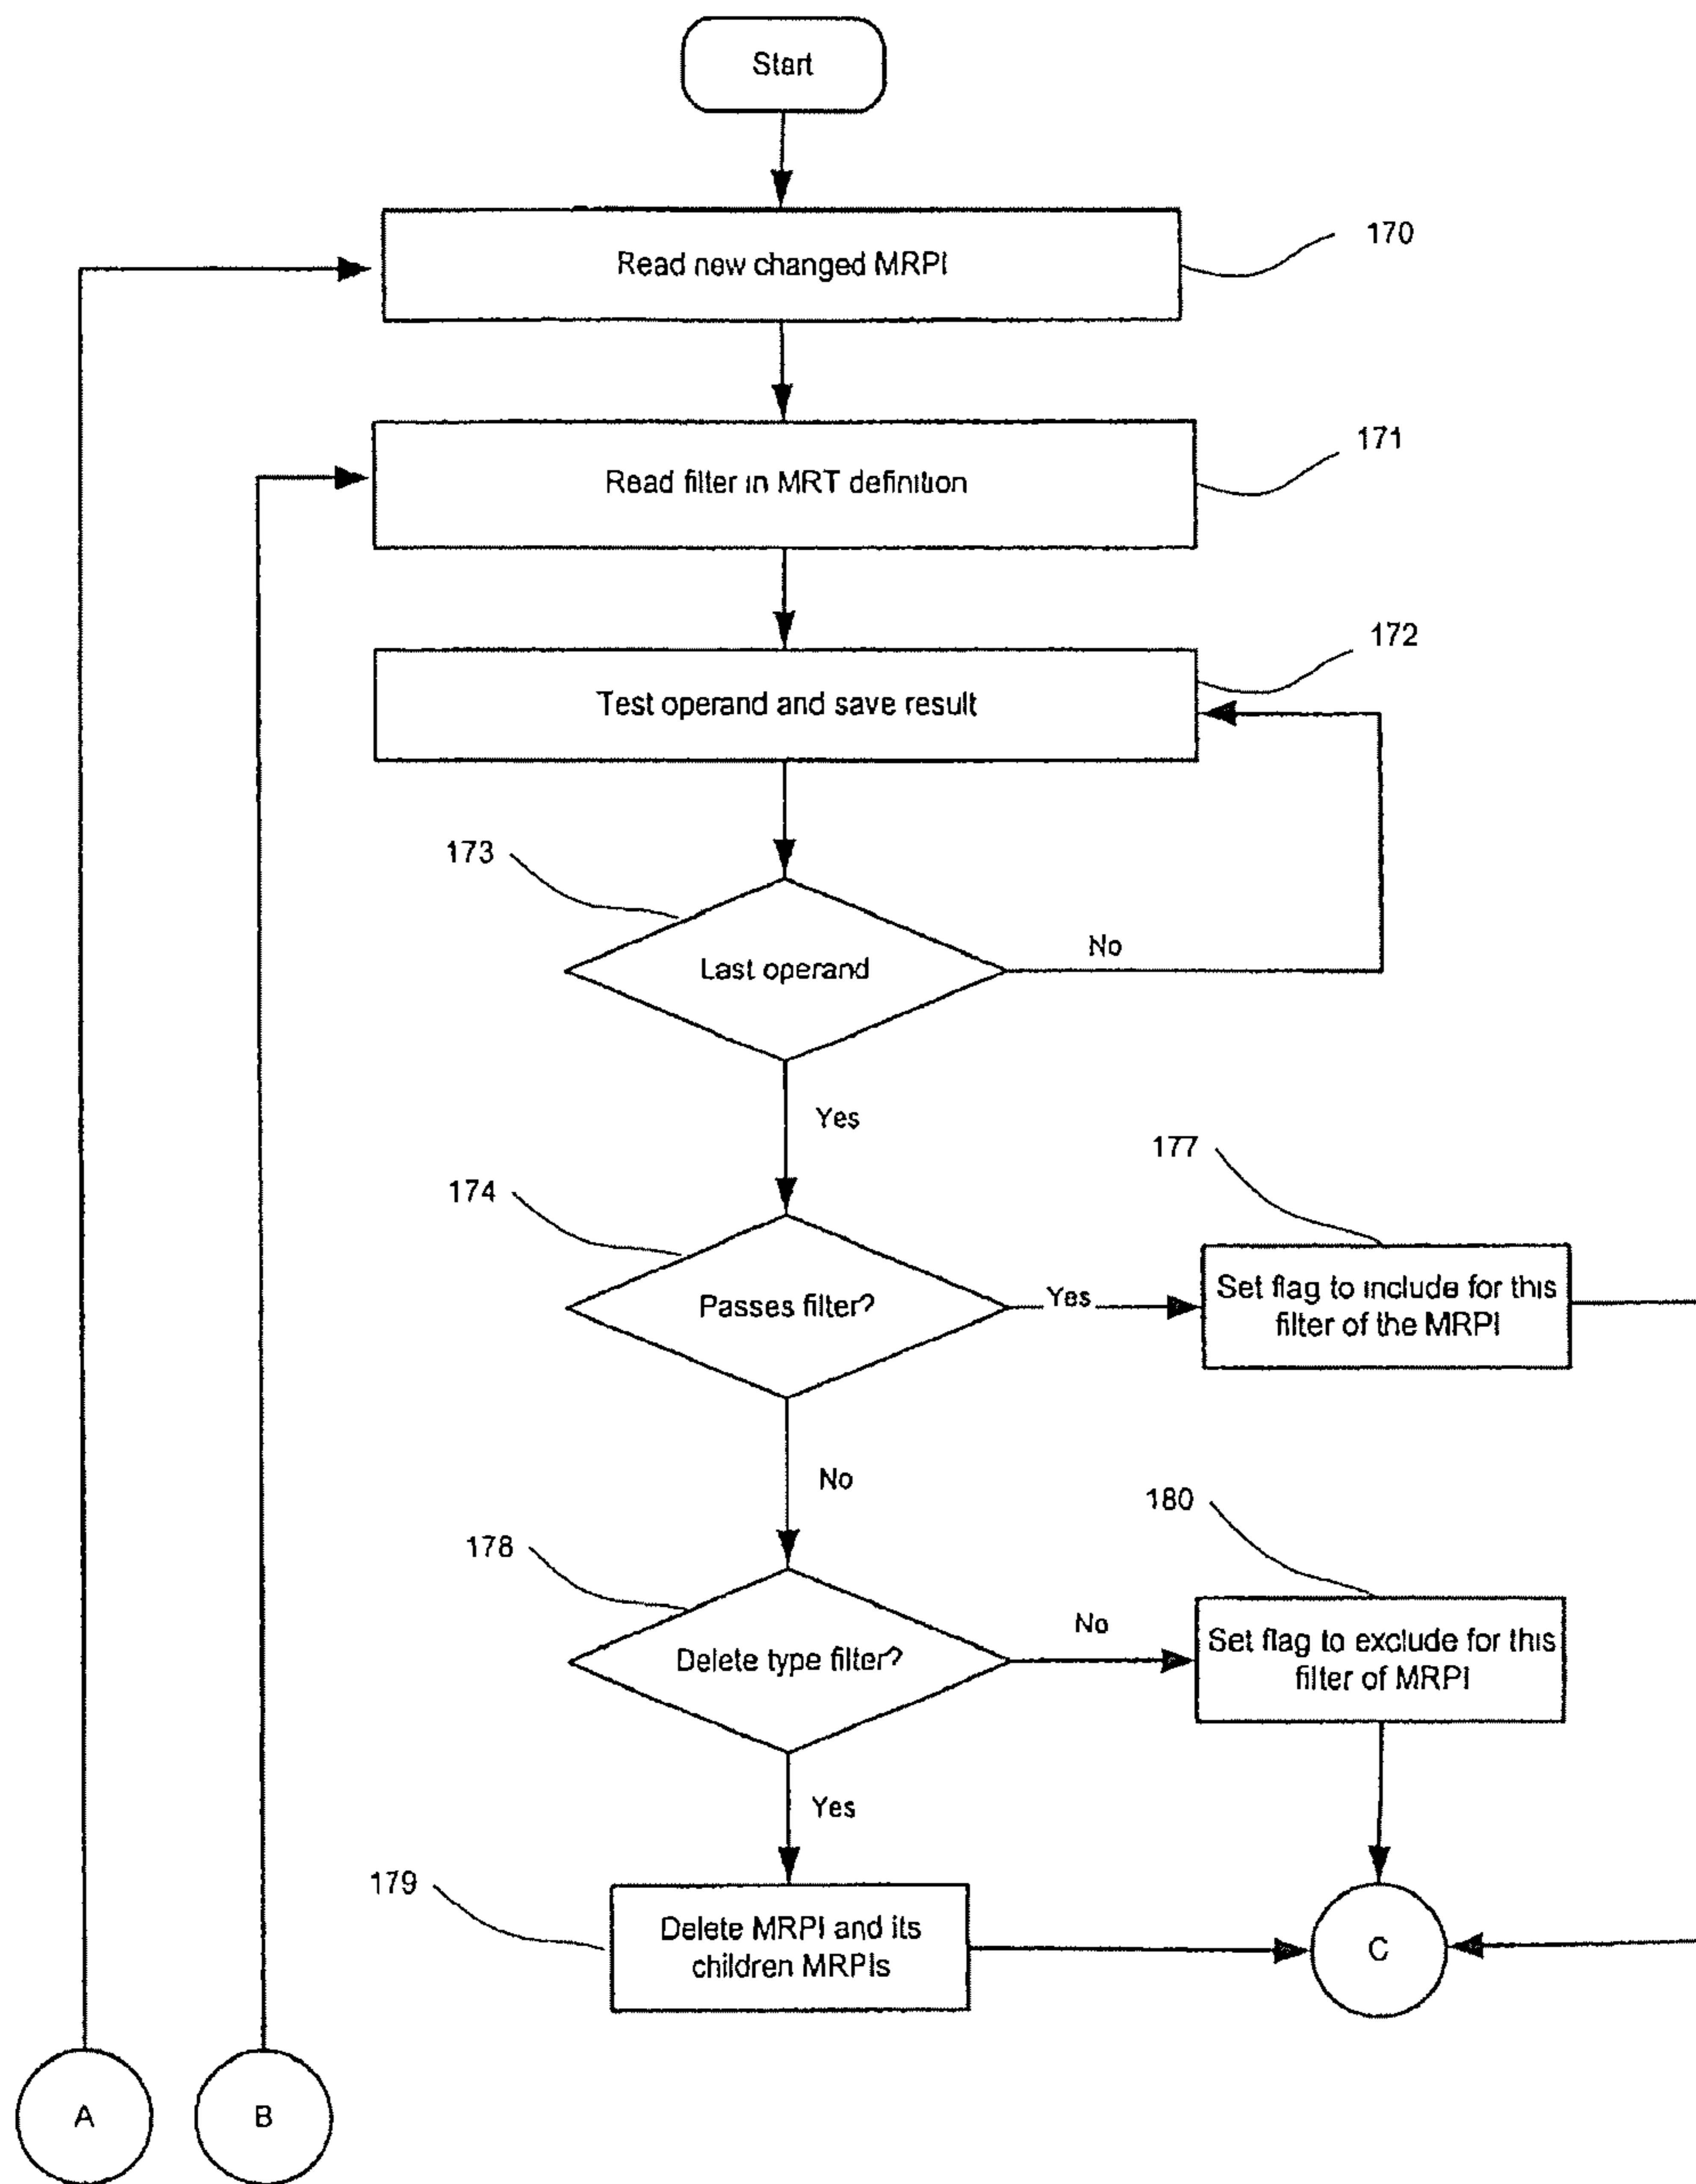 Start
Read new changed MRPI
170
Read filter in MRT definition
171
Test operand and save result
172
173
Last operand
No
Yes
174
Passes filter?
Yes
177
Set flag to include for this
filter of the MRPI
No
178
Delete type filter?
No
180
Set flag to exclude for this
filter of MRPI
Yes
179
Delete MRPI and its
children MRPIs
C
A
B